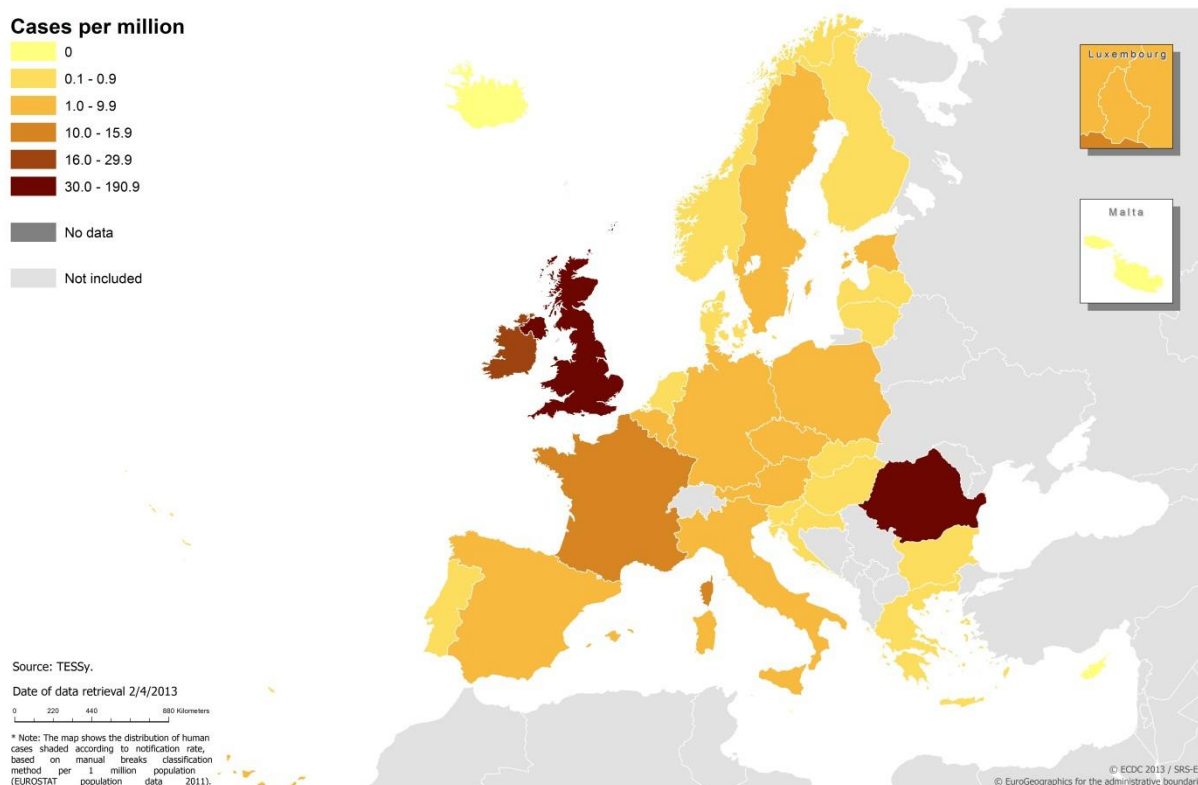 Cases per million
0
0.1 - 0.9
1.0 - 9.9
10.0 - 15.9
16.0 - 29.9
30.0 - 190.9
No data
Not included
Luxembourg
Malta
Source: TESSy.
Date of data retrieval 2/4/2013
0 220 440 880 Kilometers
* Note: The map shows the distribution of human
cases shaded according to notification rate,
based on manual breaks classification
method per 1 million population
(EUROSTAT population data 2011).
© ECDC 2013 / SRS-E
© EuroGeographics for the administrative boundari